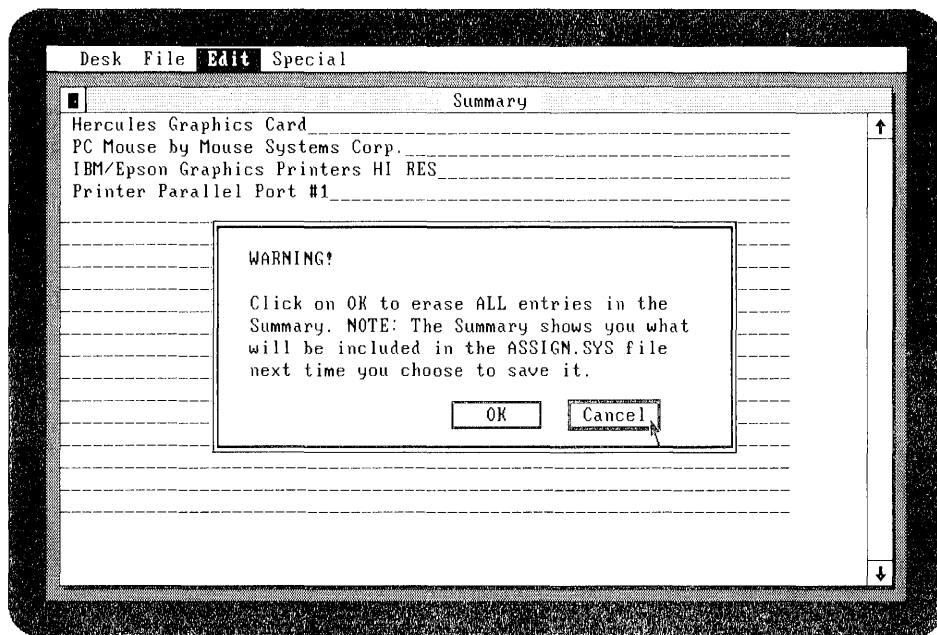 Desk File Edit Special
Summary
Hercules Graphics Card
PC Mouse by Mouse Systems Corp.
IBM/Epson Graphics Printers HI RES
Printer Parallel Port #1
WARNING!
Click on OK to erase ALL entries in the
Summary. NOTE: The Summary shows you what
will be included in the ASSIGN.SYS file
next time you choose to save it.
OK Cancel